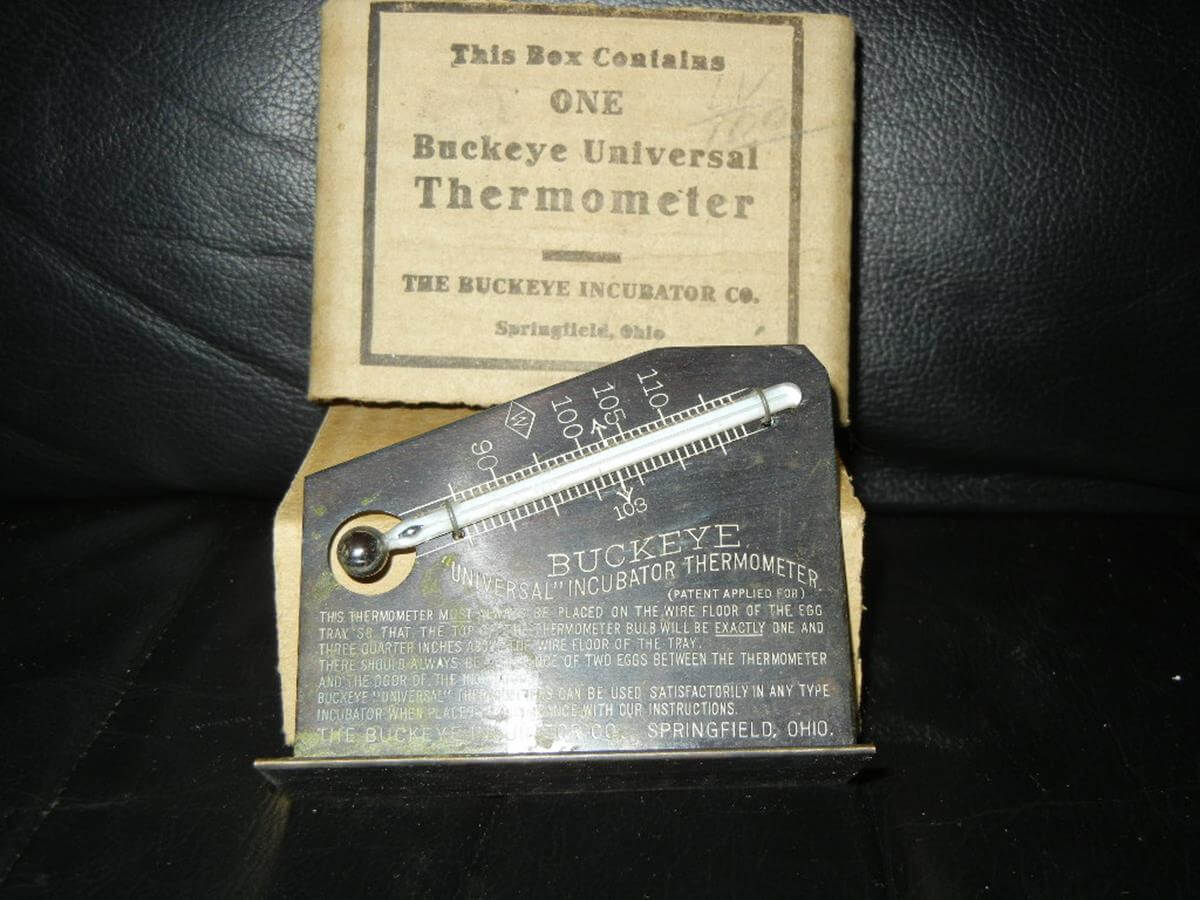 This Box Contains
ONE
Buckeye Universal
Thermometer
THE BUCKEYE INCUBATOR CO.
Springfield, Ohio
90 100 105 110
W
103
BUCKEYE
"UNIVERSAL" INCUBATOR THERMOMETER
(PATENT APPLIED FOR)
THIS THERMOMETER MUST ALWAYS BE PLACED ON THE WIRE FLOOR OF THE EGG
TRAY SO THAT THE TOP OF THE THERMOMETER BULB WILL BE EXACTLY ONE AND
THREE QUARTER INCHES ABOVE THE WIRE FLOOR OF THE TRAY.
THERE SHOULD ALWAYS BE OF TWO EGGS BETWEEN THE THERMOMETER
AND THE DOOR OF THE
BUCKEYE "UNIVERSAL" CAN BE USED SATISFACTORILY IN ANY TYPE
INCUBATOR WHEN PLACED WITH OUR INSTRUCTIONS.
THE BUCKEYE INCUBATOR CO. SPRINGFIELD, OHIO.